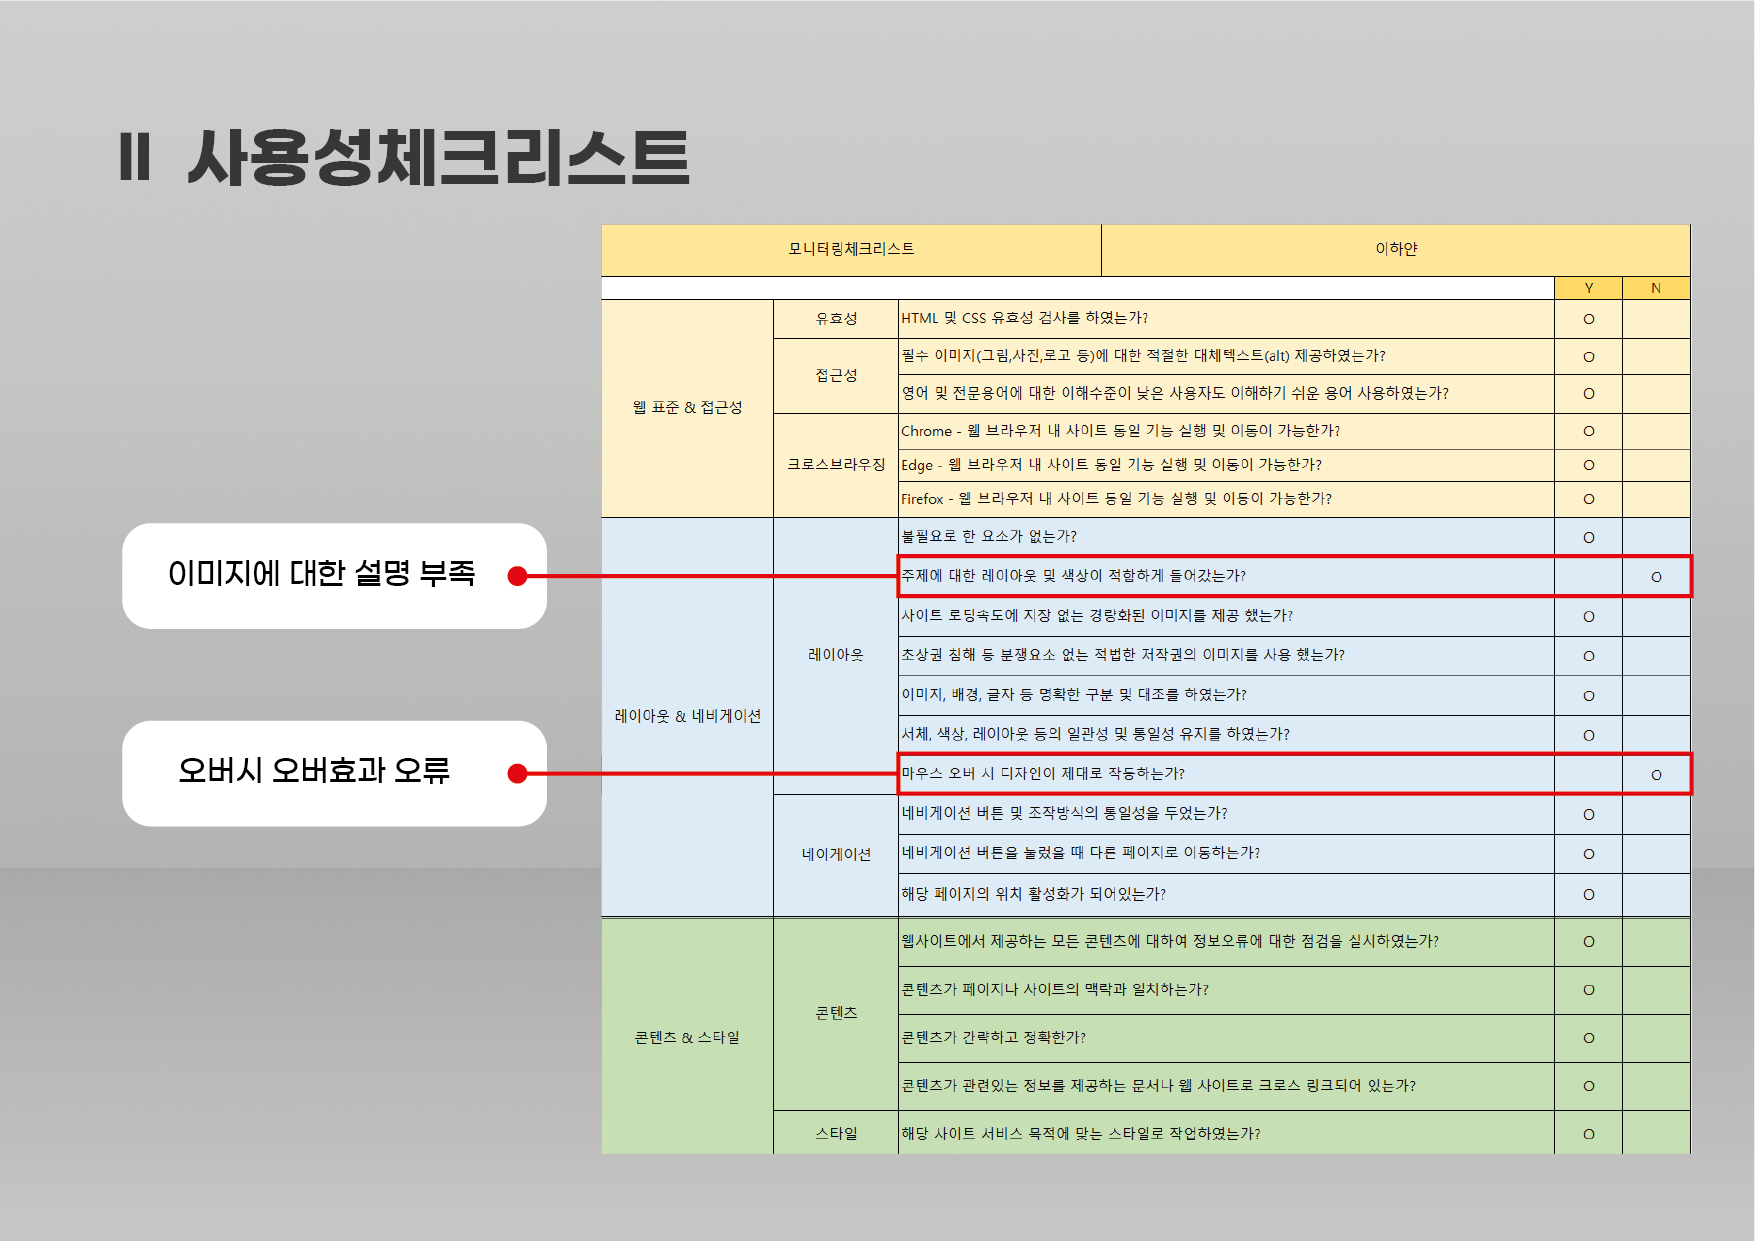 II 사용성체크리스트
모니터링체크리스트 이하얀
Y N
웹 표준 & 접근성
유효성
HTML 및 CSS 유효성 검사를 하였는가? O
접근성
필수 이미지(그림,사진,로고 등)에 대한 적절한 대체텍스트(alt) 제공하였는가? O
영어 및 전문용어에 대한 이해수준이 낮은 사용자도 이해하기 쉬운 용어 사용하였는가? O
크로스브라우징
Chrome - 웹 브라우저 내 사이트 동일 기능 실행 및 이동이 가능한가? O
Edge - 웹 브라우저 내 사이트 동일 기능 실행 및 이동이 가능한가? O
Firefox - 웹 브라우저 내 사이트 동일 기능 실행 및 이동이 가능한가? O
레이아웃 & 네비게이션
레이아웃
불필요로 한 요소가 없는가? O
이미지에 대한 설명 부족
주제에 대한 레이아웃 및 색상이 적합하게 들어갔는가? O
사이트 로딩속도에 지장 없는 경량화된 이미지를 제공 했는가? O
초상권 침해 등 분쟁요소 없는 적법한 저작권의 이미지를 사용 했는가? O
이미지, 배경, 글자 등 명확한 구분 및 대조를 하였는가? O
서체, 색상, 레이아웃 등의 일관성 및 통일성 유지를 하였는가? O
오버시 오버효과 오류
마우스 오버 시 디자인이 제대로 작동하는가? O
네이게이션
네비게이션 버튼 및 조작방식의 통일성을 두었는가? O
네비게이션 버튼을 눌렀을 때 다른 페이지로 이동하는가? O
해당 페이지의 위치 활성화가 되어있는가? O
콘텐츠 & 스타일
콘텐츠
웹사이트에서 제공하는 모든 콘텐츠에 대하여 정보오류에 대한 점검을 실시하였는가? O
콘텐츠가 페이지나 사이트의 맥락과 일치하는가? O
콘텐츠가 간략하고 정확한가? O
콘텐츠가 관련있는 정보를 제공하는 문서나 웹 사이트로 크로스 링크되어 있는가? O
스타일
해당 사이트 서비스 목적에 맞는 스타일로 작업하였는가? O